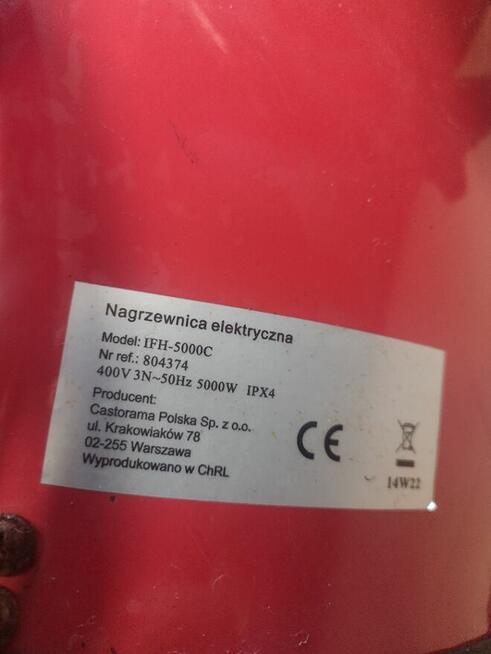 Nagrzewnica elektryczna
Model: IFH-5000C
Nr ref.: 804374
400V 3N~50Hz 5000W IPX4
Producent:
Castorama Polska Sp. z o.o.
ul. Krakowiaków 78
02-255 Warszawa
Wyprodukowano w ChRL
CE
14W22